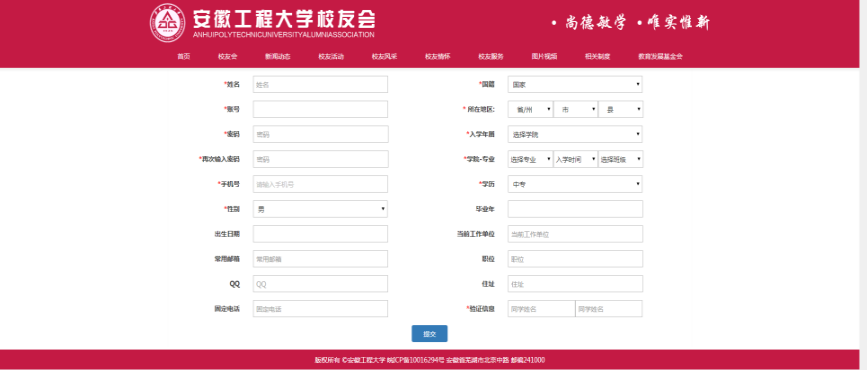 安徽工程大学校友会
ANHUIPOLYTECHNICUNIVERSITYALUMNIASSOCIATION
• 尚德敏学 • 唯实惟新
首页 校友会 新闻动态 校友活动 校友风采 校友情怀 校友服务 图片视频 相关制度 教育发展基金会
*姓名 姓名 *国籍 国家
*账号 * 所在地区: 省/州 市 县
*密码 密码 *入学年届 选择学院
*再次输入密码 密码 *学院-专业 选择专业 入学时间 选择班级
*手机号 请输入手机号 *学历 中专
*性别 男 毕业年
出生日期 当前工作单位 当前工作单位
常用邮箱 常用邮箱 职位 职位
QQ QQ 住址 住址
固定电话 固定电话 *验证信息 同学姓名 同学姓名
提交
版权所有 ©安徽工程大学 皖ICP备10016294号 安徽省芜湖市北京中路 邮编241000